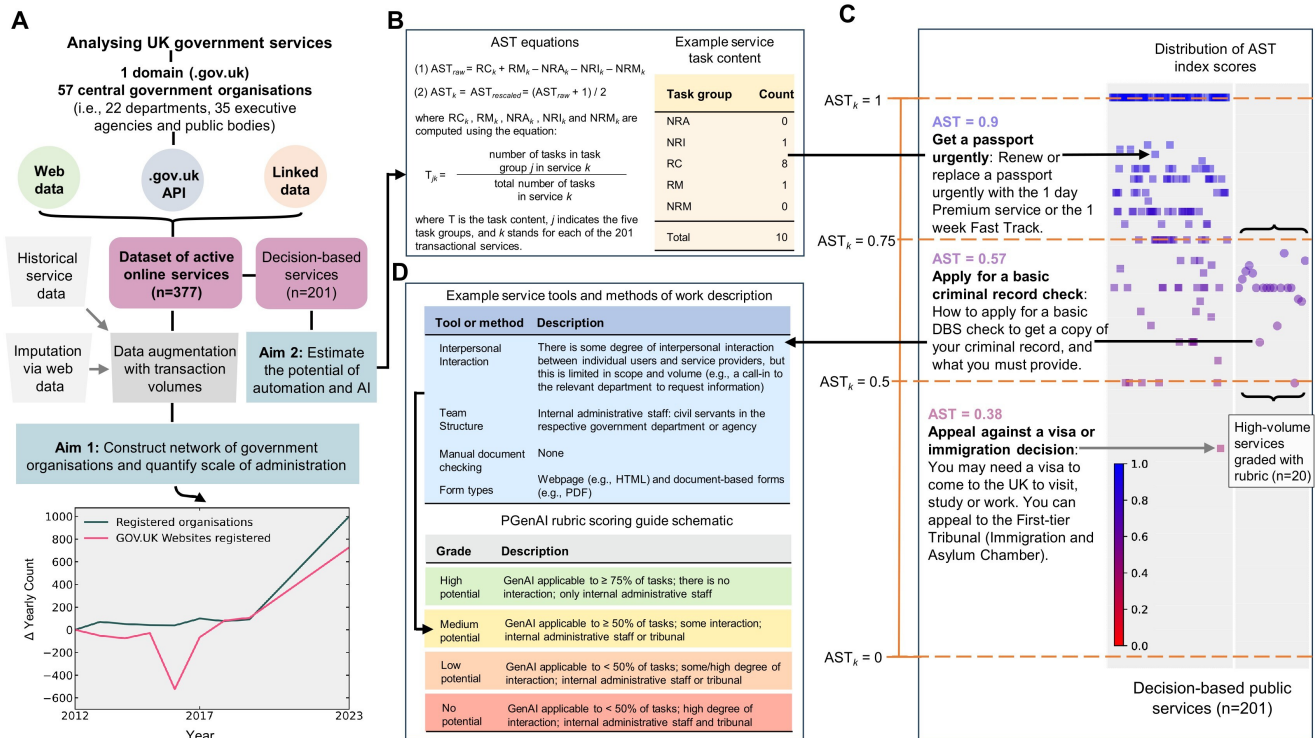 A
Analysing UK government services
1 domain (.gov.uk)
57 central government organisations
(i.e., 22 departments, 35 executive
agencies and public bodies)
Web
data
.gov.uk
API
Linked
data
Historical
service
data
Dataset of active
online services
(n=377)
Decision-based
services
(n=201)
Imputation
via web
data
Data augmentation
with transaction
volumes
Aim 2: Estimate
the potential of
automation and AI
Aim 1: Construct network of government
organisations and quantify scale of administration
Registered organisations
GOV.UK Websites registered
Δ Yearly Count
1000
800
600
400
200
0
−200
−400
−600
2012
2017
2023
Year
B
AST equations
(1) AST_raw = RC_k + RM_k – NRA_k – NRI_k – NRM_k
(2) AST_k = AST_rescaled = (AST_raw + 1) / 2
where RC_k , RM_k , NRA_k , NRI_k and NRM_k are
computed using the equation:
T_jk =
number of tasks in task
group j in service k
total number of tasks
in service k
where T is the task content, j indicates the five
task groups, and k stands for each of the 201
transactional services.
Example service
task content
Task group Count
NRA 0
NRI 1
RC 8
RM 1
NRM 0
Total 10
D
Example service tools and methods of work description
Tool or method Description
Interpersonal
Interaction
There is some degree of interpersonal interaction
between individual users and service providers, but
this is limited in scope and volume (e.g., a call-in to
the relevant department to request information)
Team
Structure
Internal administrative staff: civil servants in the
respective government department or agency
Manual document
checking
None
Form types
Webpage (e.g., HTML) and document-based forms
(e.g., PDF)
PGenAI rubric scoring guide schematic
Grade Description
High
potential
GenAI applicable to ≥ 75% of tasks; there is no
interaction; only internal administrative staff
Medium
potential
GenAI applicable to ≥ 50% of tasks; some interaction;
internal administrative staff or tribunal
Low
potential
GenAI applicable to < 50% of tasks; some/high degree of
interaction; internal administrative staff or tribunal
No
potential
GenAI applicable to < 50% of tasks; high degree of
interaction; internal administrative staff and tribunal
C
Distribution of AST
index scores
AST_k = 1
AST_k = 0.75
AST_k = 0.5
AST_k = 0
AST = 0.9
Get a passport
urgently: Renew or
replace a passport
urgently with the 1 day
Premium service or the 1
week Fast Track.
AST = 0.57
Apply for a basic
criminal record check:
How to apply for a basic
DBS check to get a copy of
your criminal record, and
what you must provide.
AST = 0.38
Appeal against a visa or
immigration decision:
You may need a visa to
come to the UK to visit,
study or work. You can
appeal to the First-tier
Tribunal (Immigration and
Asylum Chamber).
High-volume
services
graded with
rubric (n=20)
1.0
0.8
0.6
0.4
0.2
0.0
Decision-based public
services (n=201)